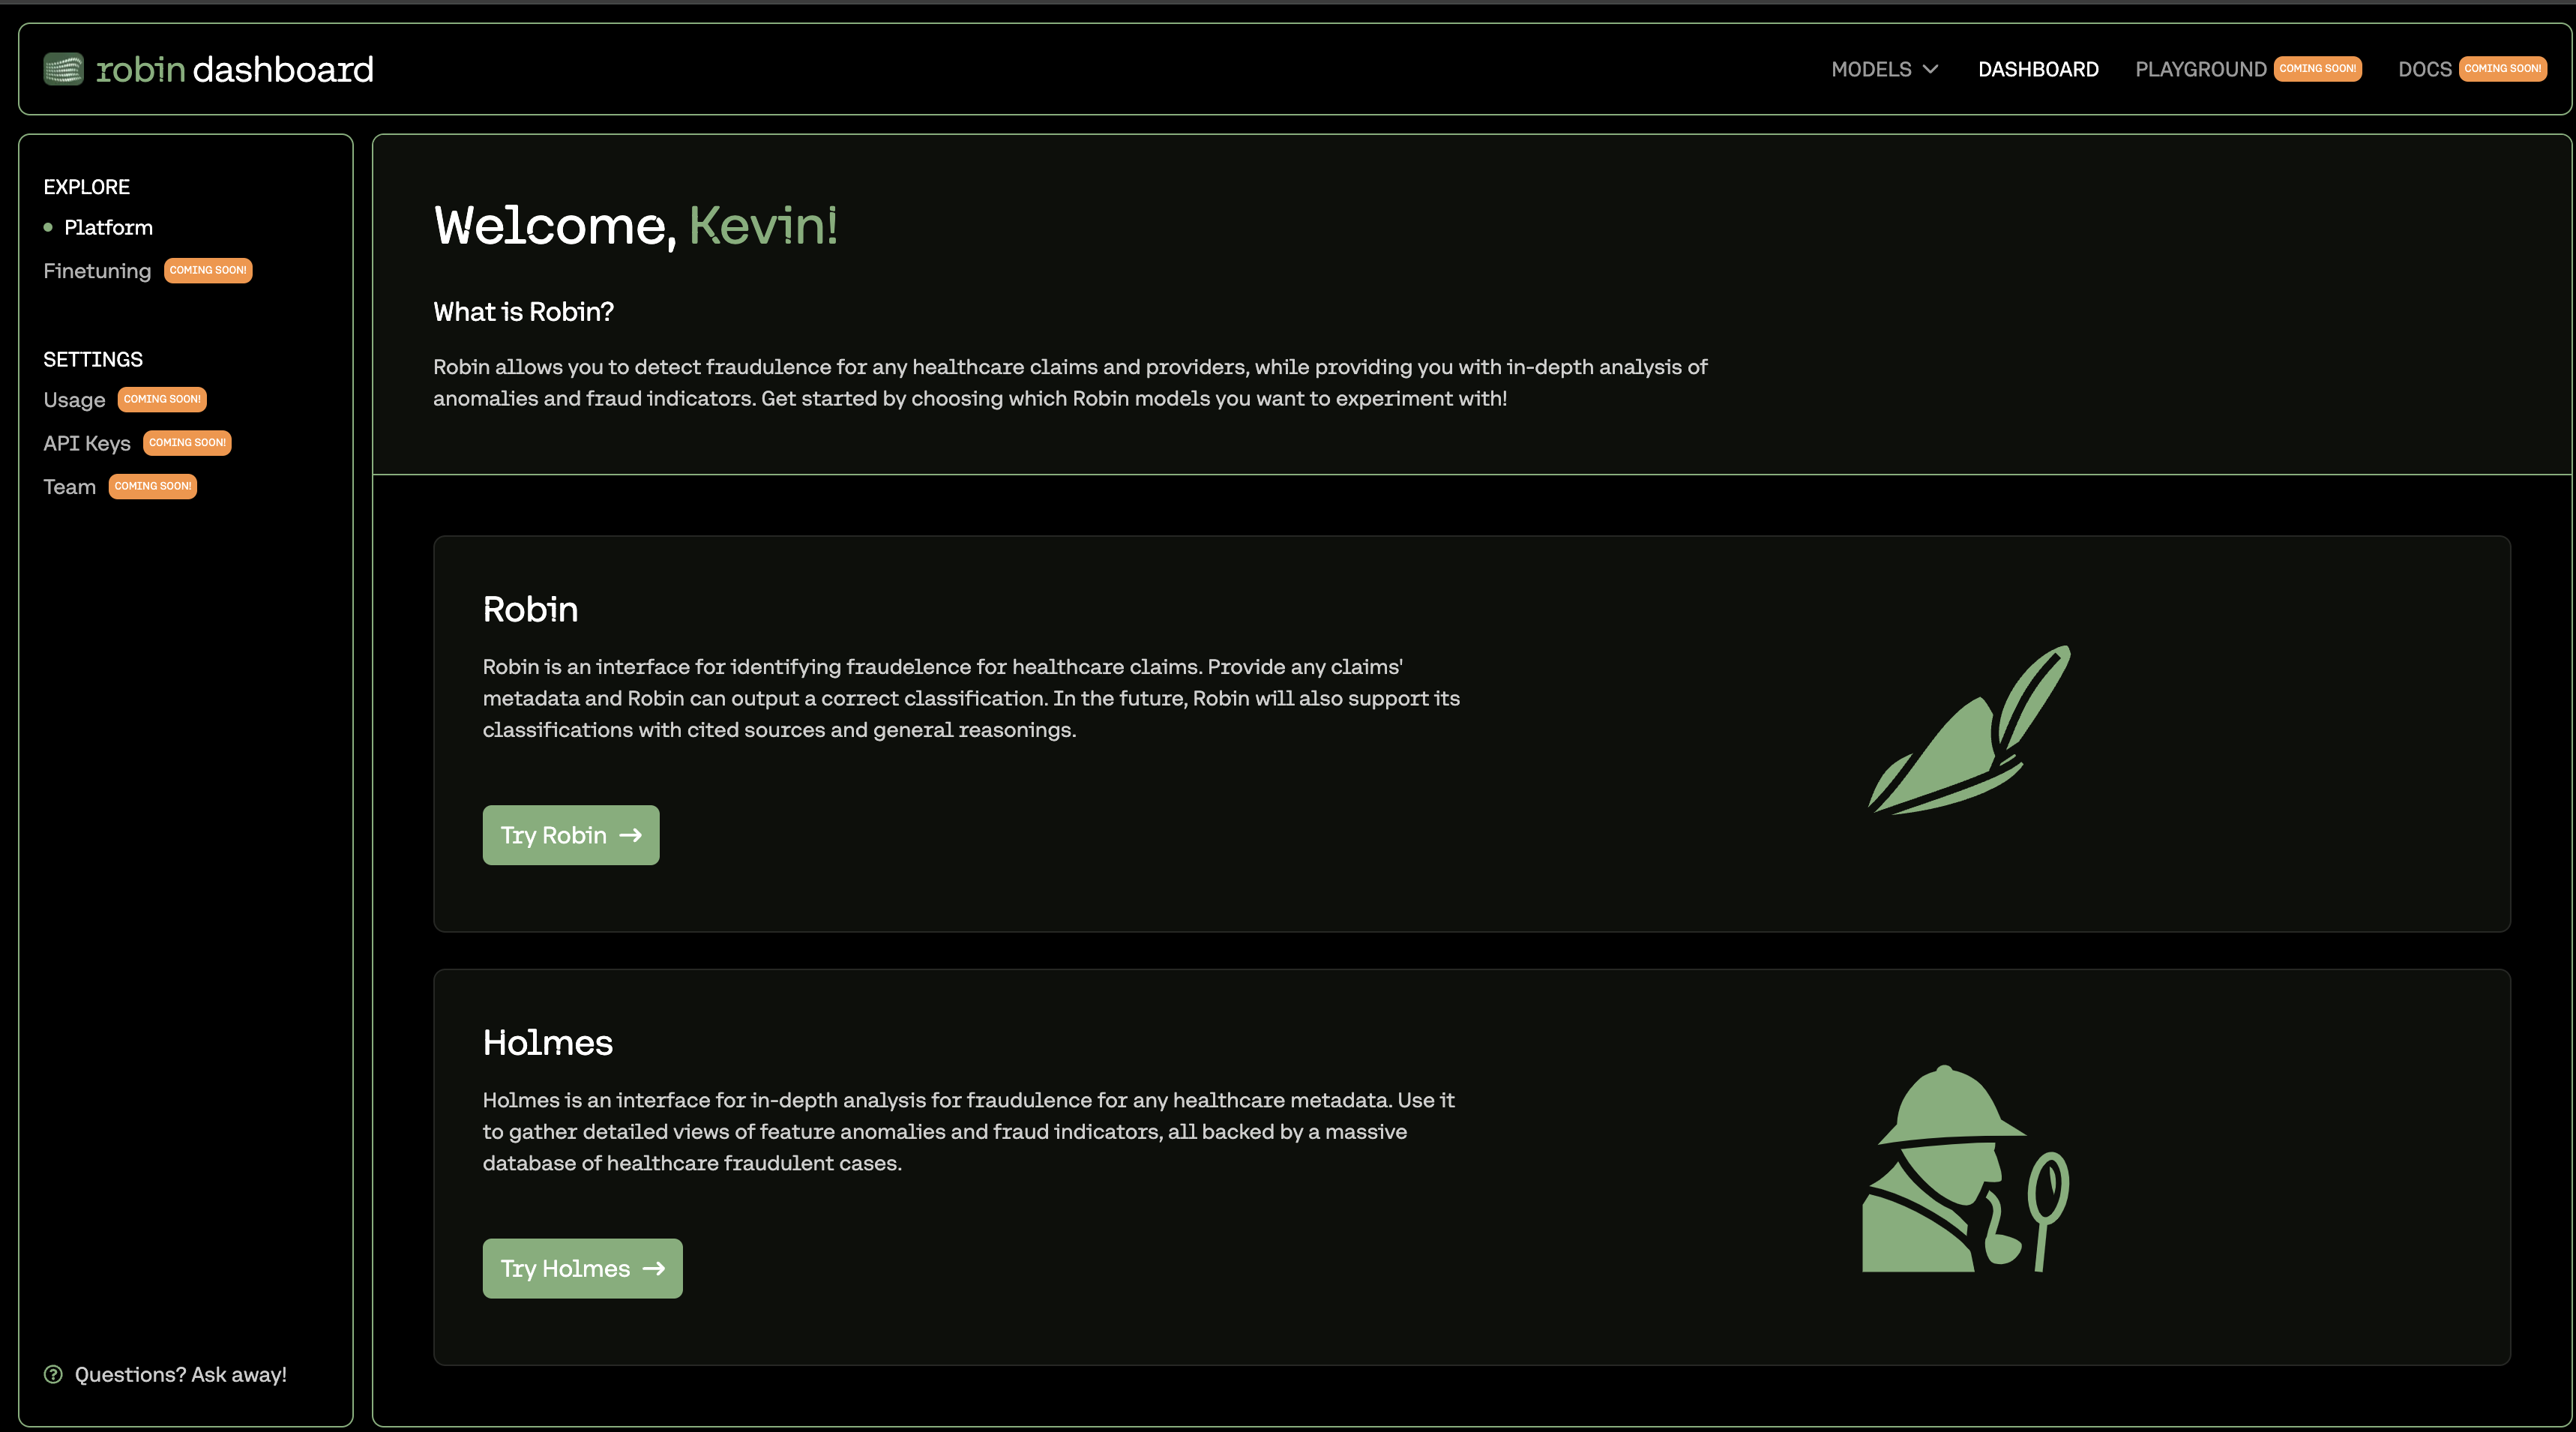 robin dashboard
MODELS
DASHBOARD
PLAYGROUND COMING SOON!
DOCS COMING SOON!
EXPLORE
Platform
Finetuning COMING SOON!
SETTINGS
Usage COMING SOON!
API Keys COMING SOON!
Team COMING SOON!
Questions? Ask away!
Welcome, Kevin!
What is Robin?
Robin allows you to detect fraudulence for any healthcare claims and providers, while providing you with in-depth analysis of
anomalies and fraud indicators. Get started by choosing which Robin models you want to experiment with!
Robin
Robin is an interface for identifying fraudelence for healthcare claims. Provide any claims'
metadata and Robin can output a correct classification. In the future, Robin will also support its
classifications with cited sources and general reasonings.
Try Robin →
Holmes
Holmes is an interface for in-depth analysis for fraudulence for any healthcare metadata. Use it
to gather detailed views of feature anomalies and fraud indicators, all backed by a massive
database of healthcare fraudulent cases.
Try Holmes →